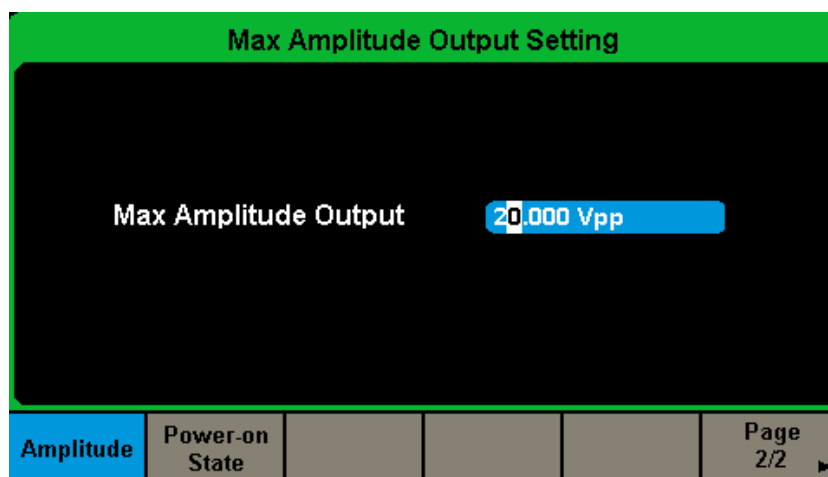 Max Amplitude Output Setting
Max Amplitude Output 20.000 Vpp
Amplitude
Power-on
State
Page
2/2